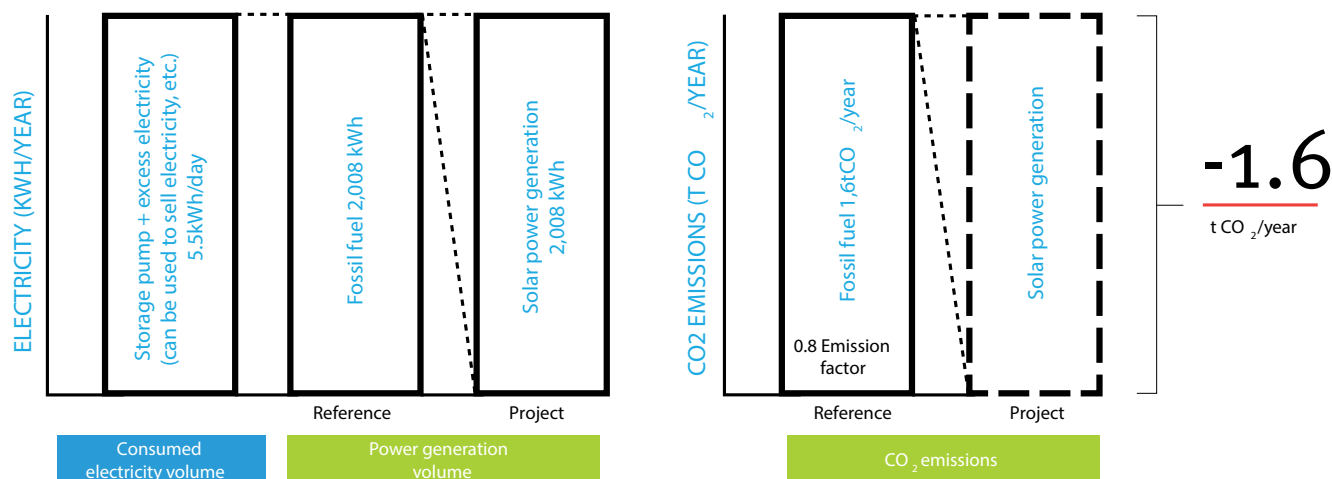 ELECTRICITY (KWH/YEAR)
Storage pump + excess electricity
(can be used to sell electricity, etc.)
5.5kWh/day
Fossil fuel 2,008 kWh
Solar power generation
2,008 kWh
Reference
Project
Consumed
electricity volume
Power generation
volume
CO2 EMISSIONS (T CO 2/YEAR)
Fossil fuel 1,6tCO 2/year
0.8 Emission
factor
Solar power generation
Reference
Project
CO 2 emissions
-1.6
t CO 2/year